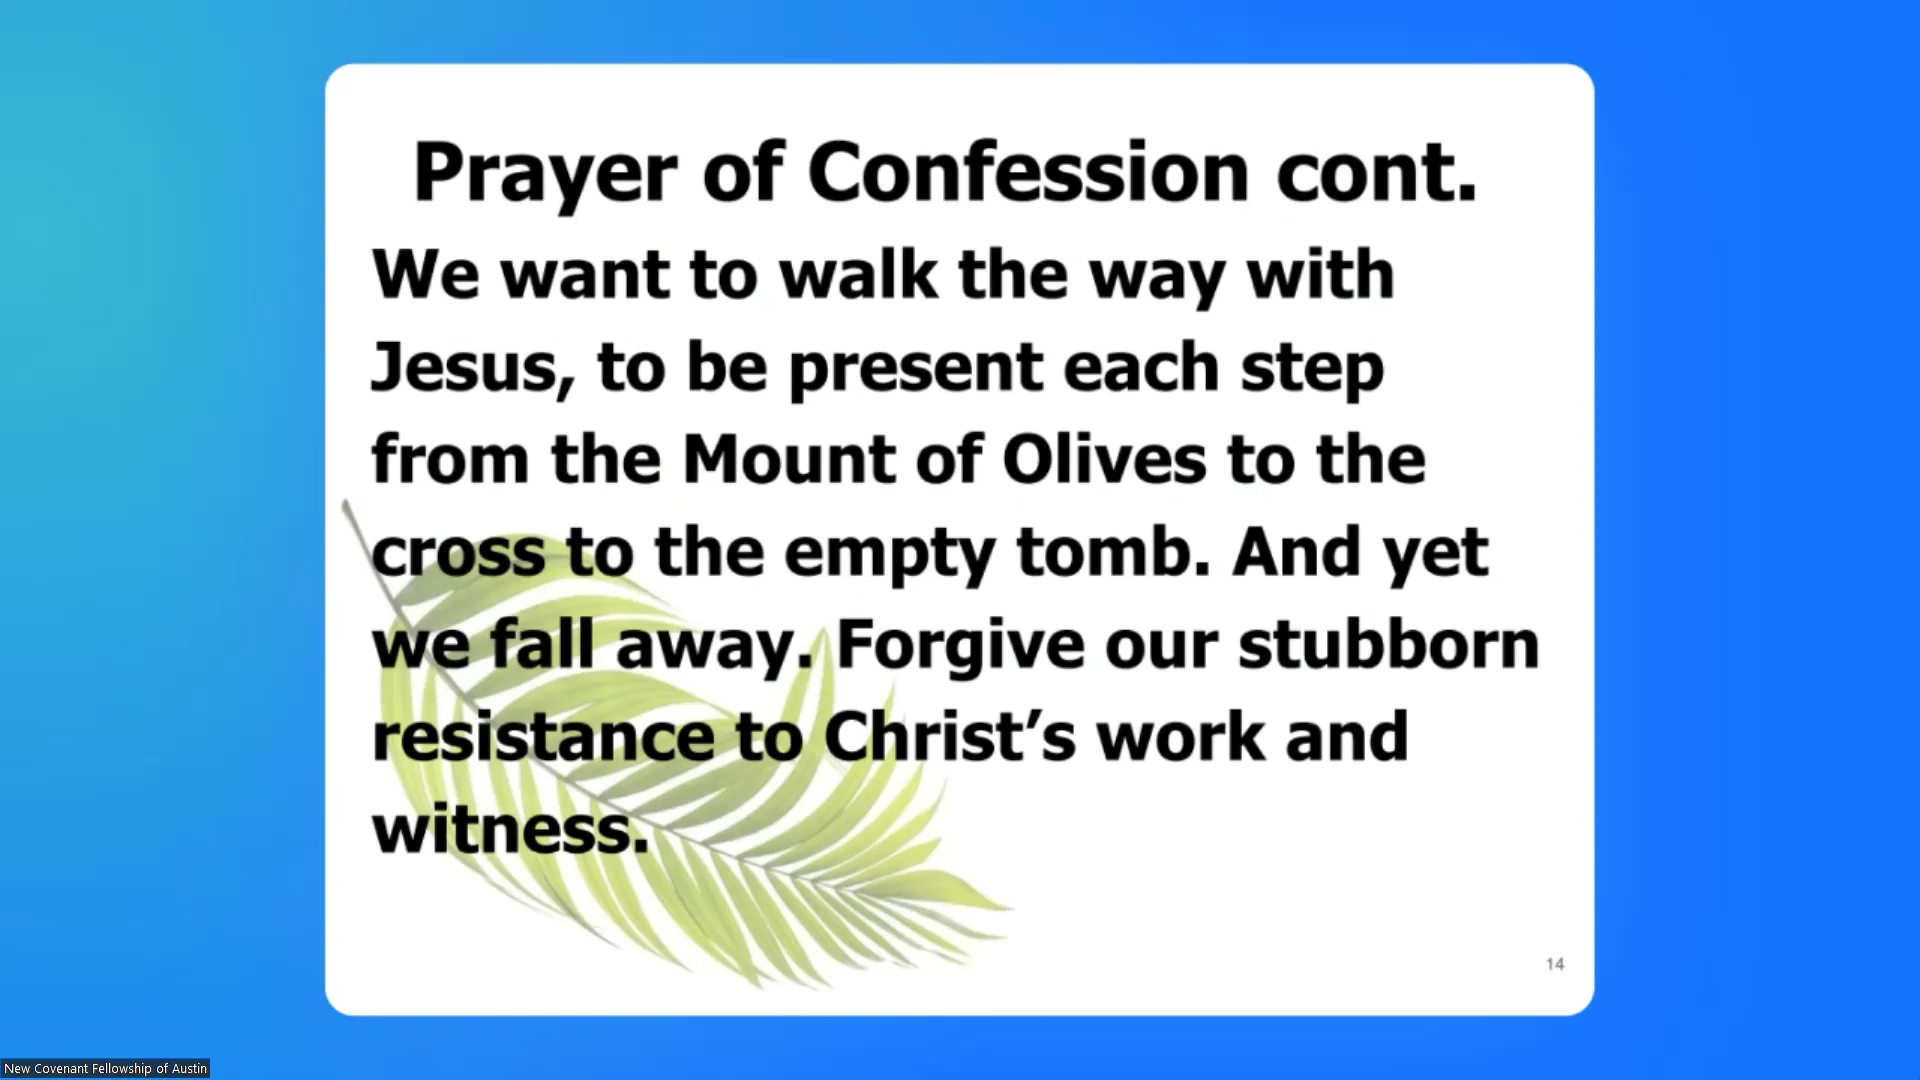 Prayer of Confession cont.
We want to walk the way with
Jesus, to be present each step
from the Mount of Olives to the
cross to the empty tomb. And yet
we fall away. Forgive our stubborn
resistance to Christ’s work and
witness.
14
New Covenant Fellowship of Austin